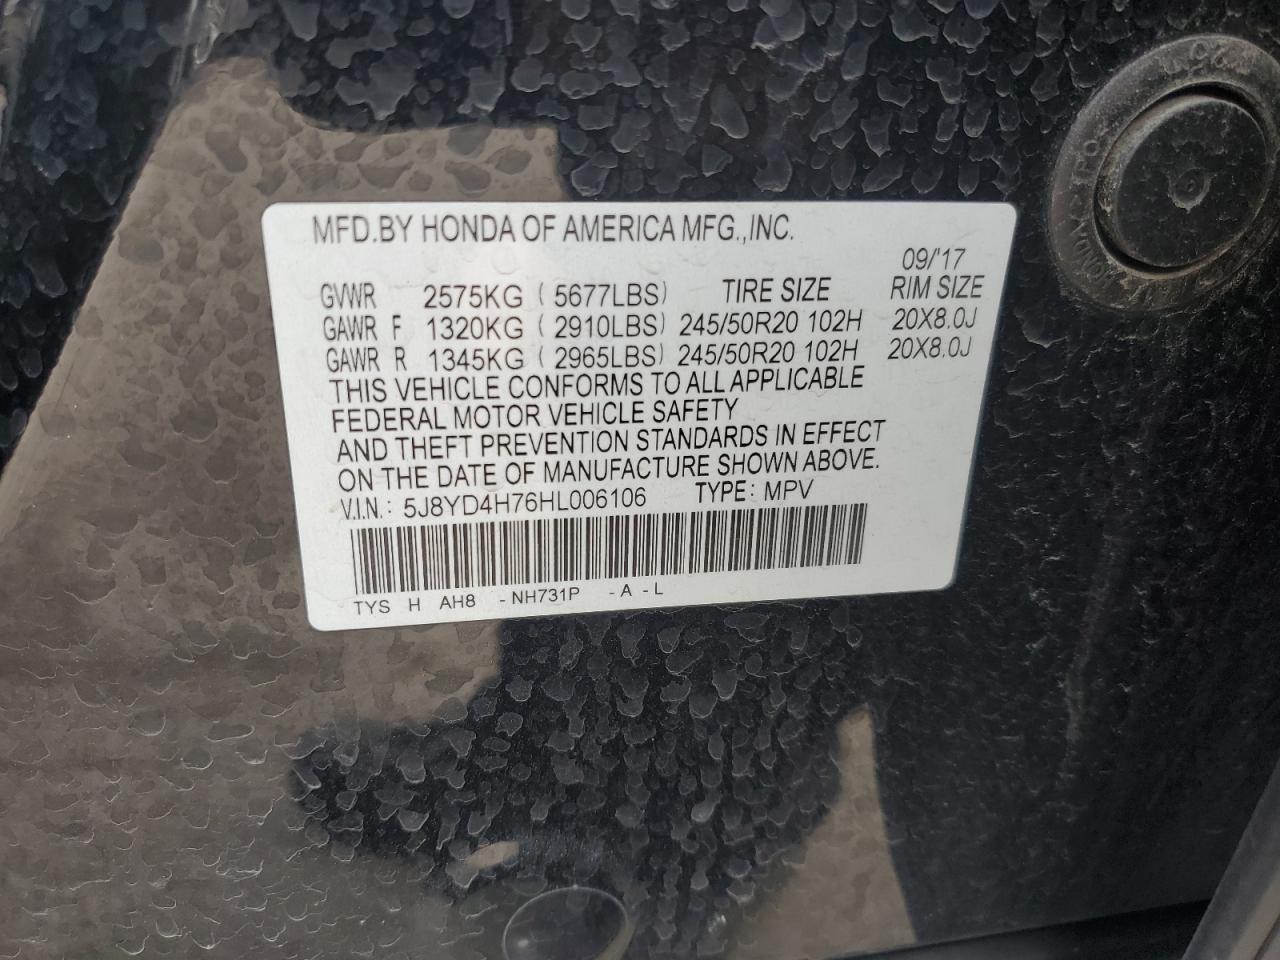 MFD.BY HONDA OF AMERICA MFG.,INC.
09/'17
GVWR 2575KG ( 5677LBS) TIRE SIZE RIM SIZE
GAWR F 1320KG ( 2910LBS) 245/50R20 102H 20X8.0J
GAWR R 1345KG ( 2965LBS) 245/50R20 102H 20X8.0J
THIS VEHICLE CONFORMS TO ALL APPLICABLE
FEDERAL MOTOR VEHICLE SAFETY
AND THEFT PREVENTION STANDARDS IN EFFECT
ON THE DATE OF MANUFACTURE SHOWN ABOVE.
V.I.N.: 5J8YD4H76HL006106 TYPE: MPV
TYS H AH8 -NH731P -A-L